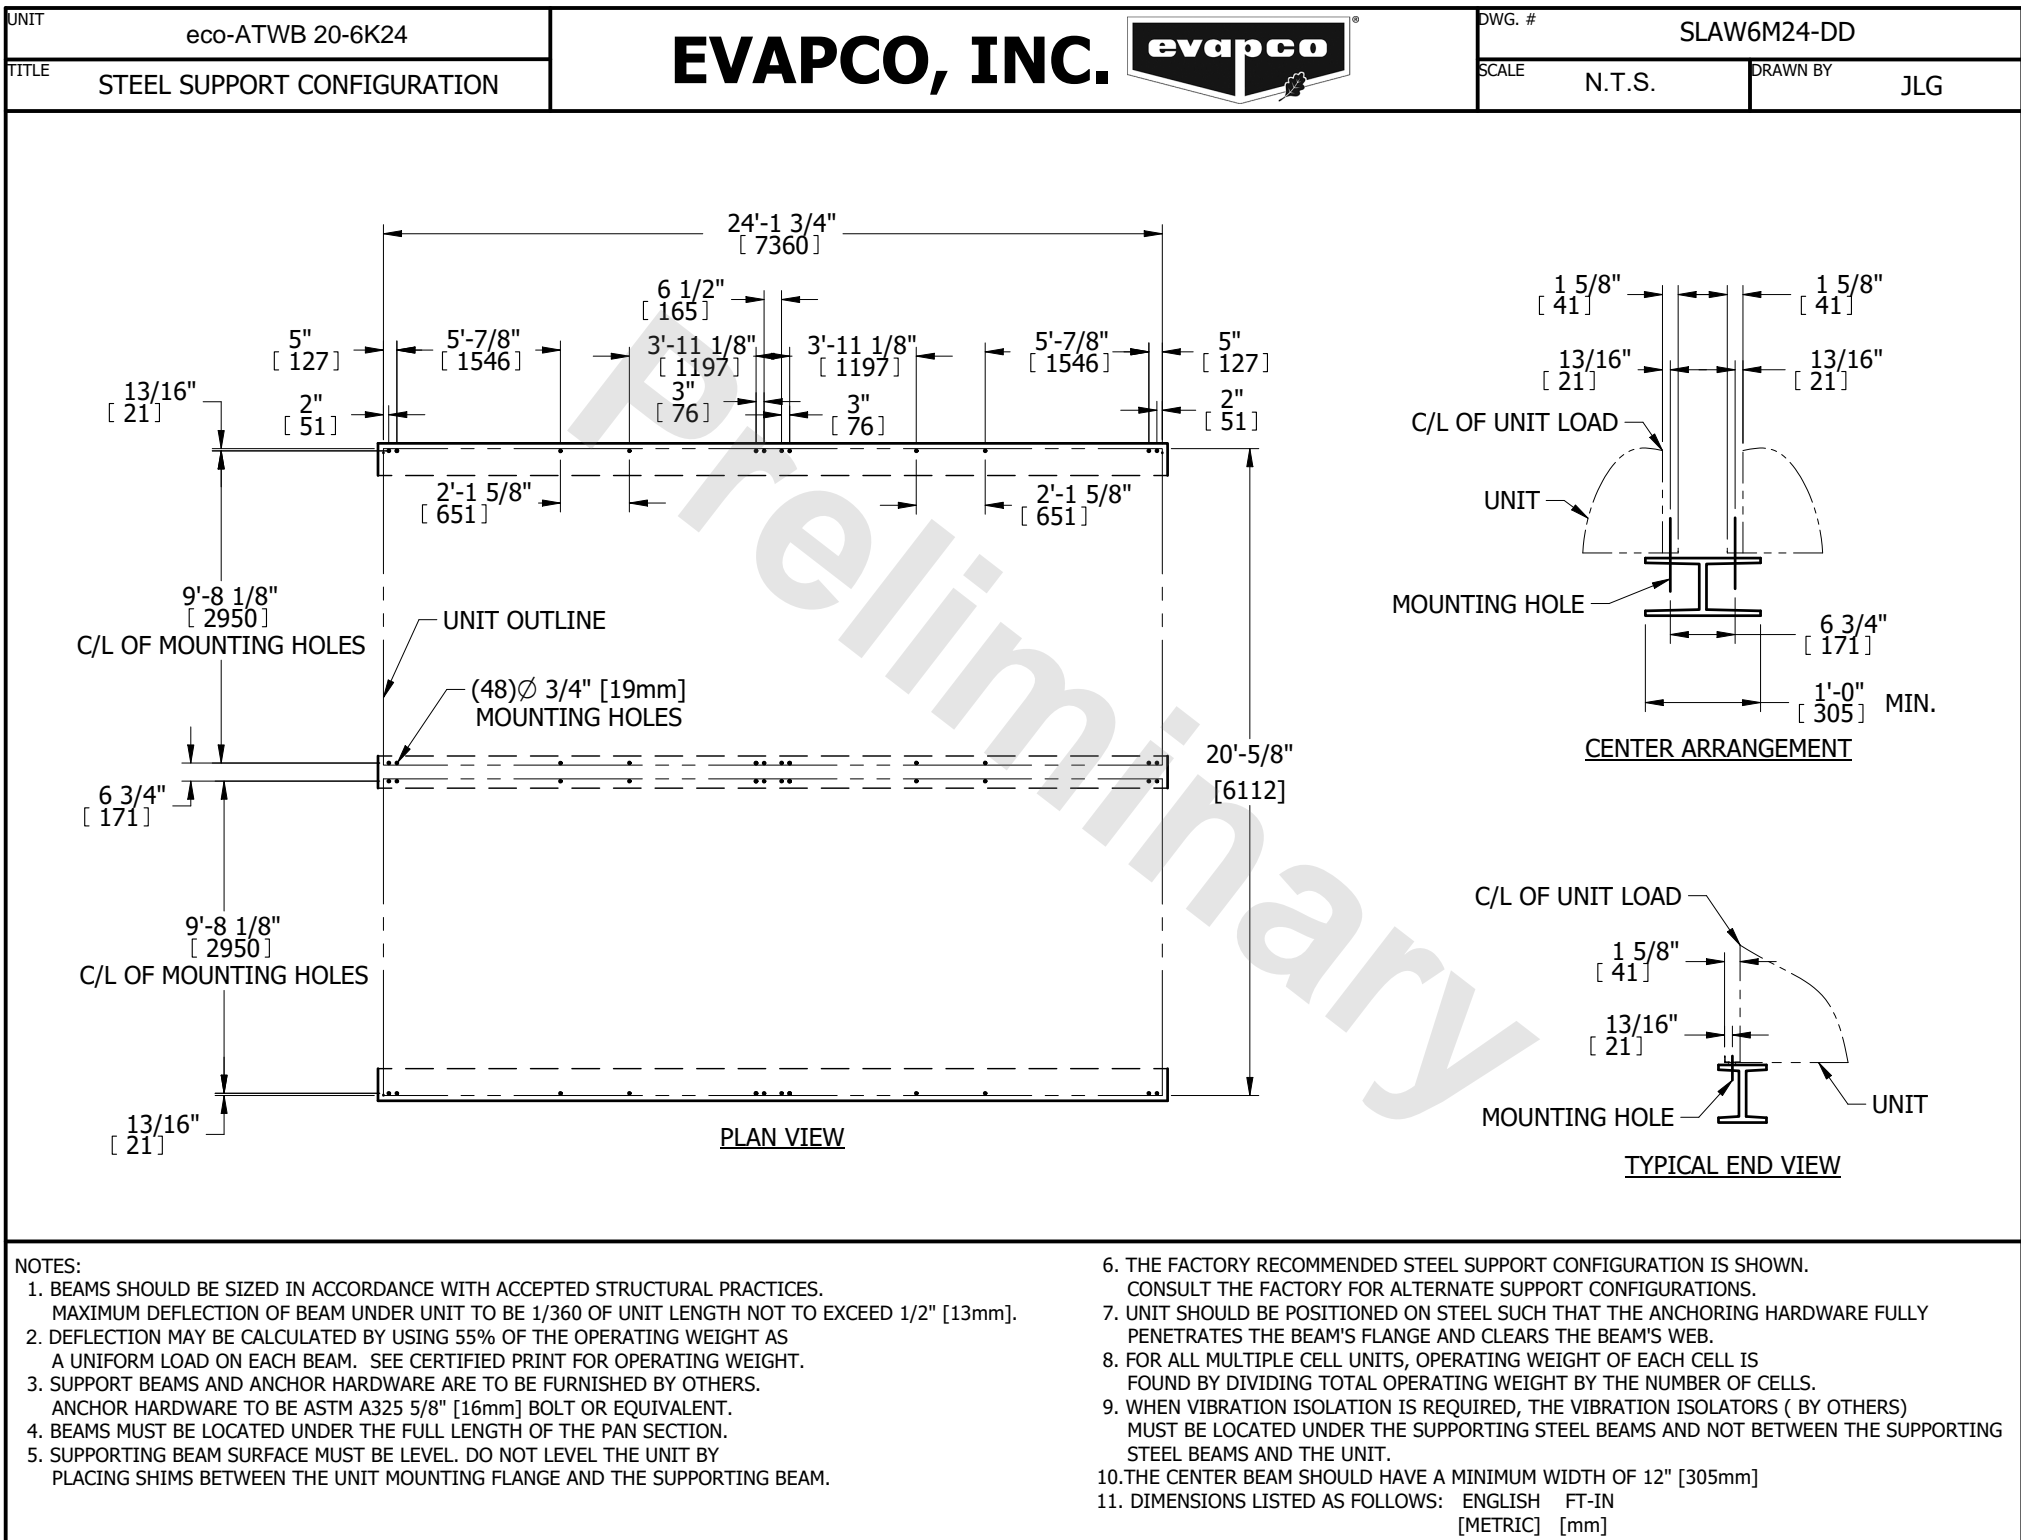 UNIT
eco-ATWB 20-6K24
TITLE
STEEL SUPPORT CONFIGURATION
EVAPCO, INC.
evapco
®
DWG. #
SLAW6M24-DD
SCALE
N.T.S.
DRAWN BY
JLG
24'-1 3/4"
[ 7360 ]
6 1/2"
[ 165 ]
5"
[ 127 ]
5'-7/8"
[ 1546 ]
3'-11 1/8"
[ 1197 ]
3'-11 1/8"
[ 1197 ]
5'-7/8"
[ 1546 ]
5"
[ 127 ]
13/16"
[ 21 ]
2"
[ 51 ]
3"
[ 76 ]
3"
[ 76 ]
2"
[ 51 ]
2'-1 5/8"
[ 651 ]
2'-1 5/8"
[ 651 ]
9'-8 1/8"
[ 2950 ]
C/L OF MOUNTING HOLES
UNIT OUTLINE
(48)Ø 3/4" [19mm]
MOUNTING HOLES
6 3/4"
[ 171 ]
20'-5/8"
[6112]
9'-8 1/8"
[ 2950 ]
C/L OF MOUNTING HOLES
13/16"
[ 21 ]
PLAN VIEW
Preliminary
1 5/8"
[ 41 ]
1 5/8"
[ 41 ]
13/16"
[ 21 ]
13/16"
[ 21 ]
C/L OF UNIT LOAD
UNIT
MOUNTING HOLE
6 3/4"
[ 171 ]
1'-0"
[ 305 ] MIN.
CENTER ARRANGEMENT
C/L OF UNIT LOAD
1 5/8"
[ 41 ]
13/16"
[ 21 ]
MOUNTING HOLE
UNIT
TYPICAL END VIEW
NOTES:
1. BEAMS SHOULD BE SIZED IN ACCORDANCE WITH ACCEPTED STRUCTURAL PRACTICES.
MAXIMUM DEFLECTION OF BEAM UNDER UNIT TO BE 1/360 OF UNIT LENGTH NOT TO EXCEED 1/2" [13mm].
2. DEFLECTION MAY BE CALCULATED BY USING 55% OF THE OPERATING WEIGHT AS
A UNIFORM LOAD ON EACH BEAM. SEE CERTIFIED PRINT FOR OPERATING WEIGHT.
3. SUPPORT BEAMS AND ANCHOR HARDWARE ARE TO BE FURNISHED BY OTHERS.
ANCHOR HARDWARE TO BE ASTM A325 5/8" [16mm] BOLT OR EQUIVALENT.
4. BEAMS MUST BE LOCATED UNDER THE FULL LENGTH OF THE PAN SECTION.
5. SUPPORTING BEAM SURFACE MUST BE LEVEL. DO NOT LEVEL THE UNIT BY
PLACING SHIMS BETWEEN THE UNIT MOUNTING FLANGE AND THE SUPPORTING BEAM.
6. THE FACTORY RECOMMENDED STEEL SUPPORT CONFIGURATION IS SHOWN.
CONSULT THE FACTORY FOR ALTERNATE SUPPORT CONFIGURATIONS.
7. UNIT SHOULD BE POSITIONED ON STEEL SUCH THAT THE ANCHORING HARDWARE FULLY
PENETRATES THE BEAM'S FLANGE AND CLEARS THE BEAM'S WEB.
8. FOR ALL MULTIPLE CELL UNITS, OPERATING WEIGHT OF EACH CELL IS
FOUND BY DIVIDING TOTAL OPERATING WEIGHT BY THE NUMBER OF CELLS.
9. WHEN VIBRATION ISOLATION IS REQUIRED, THE VIBRATION ISOLATORS ( BY OTHERS)
MUST BE LOCATED UNDER THE SUPPORTING STEEL BEAMS AND NOT BETWEEN THE SUPPORTING
STEEL BEAMS AND THE UNIT.
10.THE CENTER BEAM SHOULD HAVE A MINIMUM WIDTH OF 12" [305mm]
11. DIMENSIONS LISTED AS FOLLOWS: ENGLISH FT-IN
[METRIC] [mm]